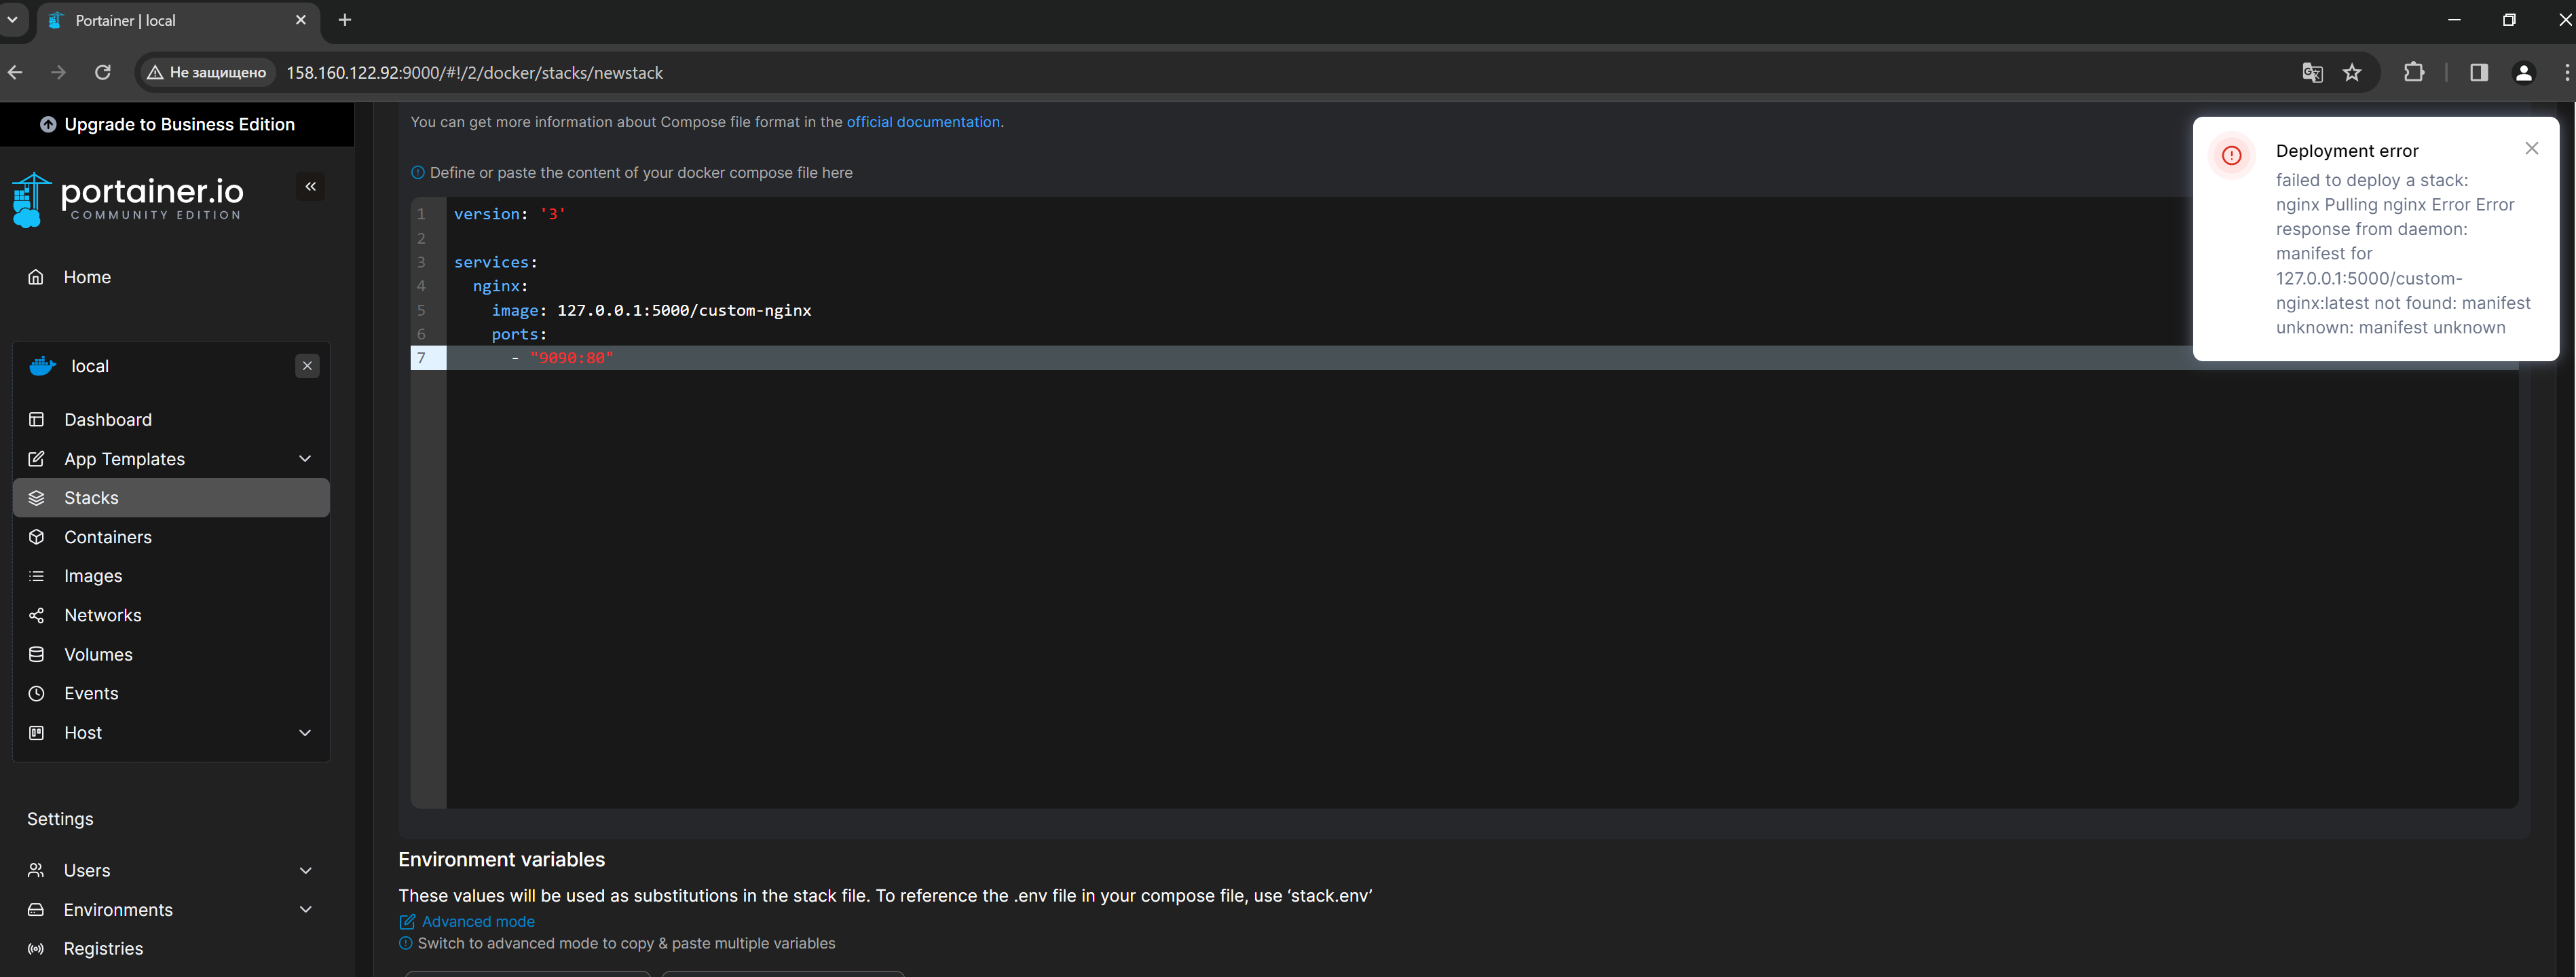 Portainer | local
Не защищено
158.160.122.92:9000/#!/2/docker/stacks/newstack
Upgrade to Business Edition
portainer.io
COMMUNITY EDITION
Home
local
Dashboard
App Templates
Stacks
Containers
Images
Networks
Volumes
Events
Host
Settings
Users
Environments
Registries
You can get more information about Compose file format in the official documentation.
Define or paste the content of your docker compose file here
1 version: '3'
2
3 services:
4 nginx:
5 image: 127.0.0.1:5000/custom-nginx
6 ports:
7 - "9090:80"
Environment variables
These values will be used as substitutions in the stack file. To reference the .env file in your compose file, use ‘stack.env’
Advanced mode
Switch to advanced mode to copy & paste multiple variables
Deployment error
failed to deploy a stack:
nginx Pulling nginx Error Error
response from daemon:
manifest for
127.0.0.1:5000/custom-
nginx:latest not found: manifest
unknown: manifest unknown